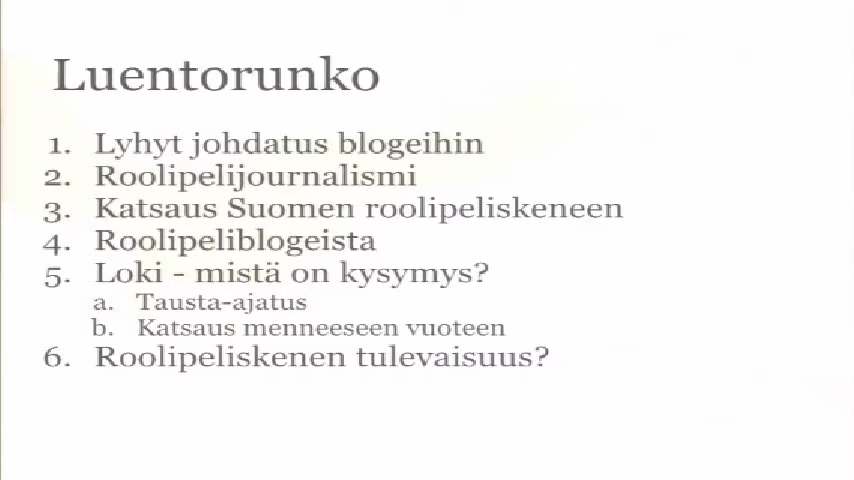 Luentorunko
1. Lyhyt johdatus blogeihin
2. Roolipelijournalismi
3. Katsaus Suomen roolipeliskeneen
4. Roolipeliblogeista
5. Loki - mistä on kysymys?
a. Tausta-ajatus
b. Katsaus menneeseen vuoteen
6. Roolipeliskenen tulevaisuus?